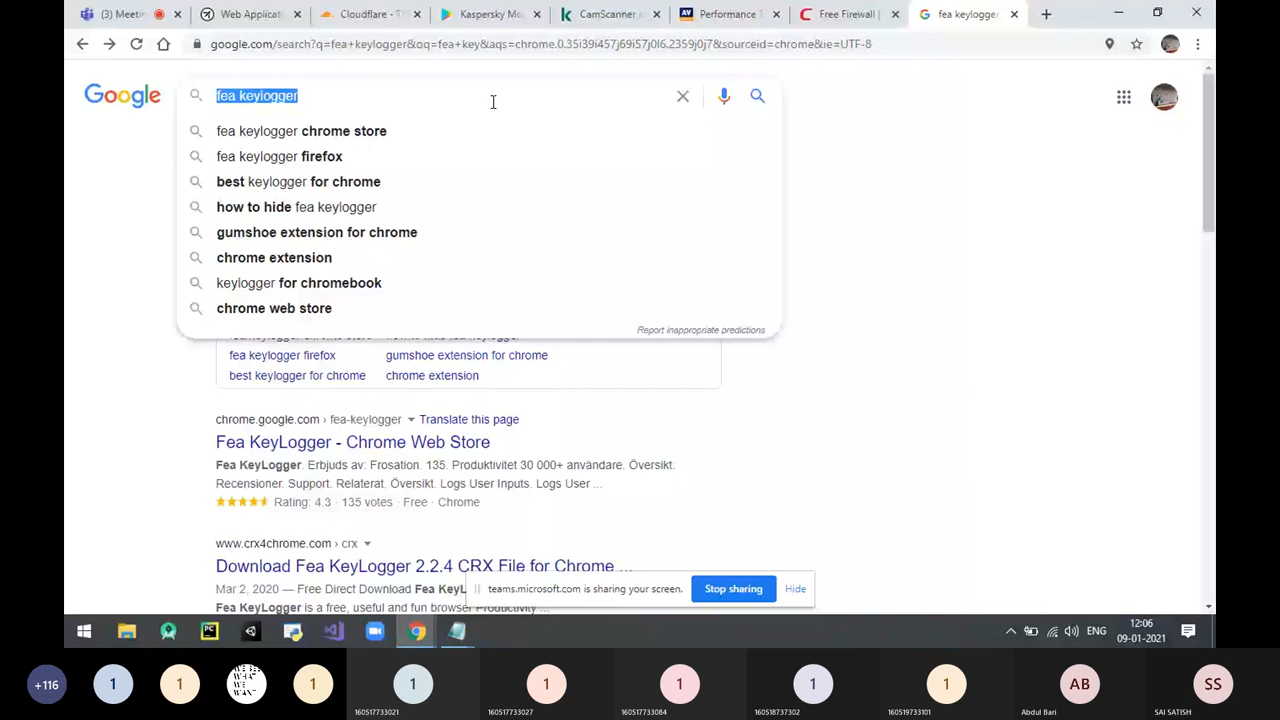 (3) Meetin
Web Applicati
Cloudflare - T
Kaspersky Mo
CamScanner
Performance T
Free Firewall |
fea keylogger
google.com/search?q=fea+keylogger&oq=fea+key&aqs=chrome.0.35i39i457j69i57j0l6.2359j0j7&sourceid=chrome&ie=UTF-8
Google
fea keylogger
fea keylogger chrome store
fea keylogger firefox
best keylogger for chrome
how to hide fea keylogger
gumshoe extension for chrome
chrome extension
keylogger for chromebook
chrome web store
Report inappropriate predictions
fea keylogger firefox gumshoe extension for chrome
best keylogger for chrome chrome extension
chrome.google.com › fea-keylogger Translate this page
Fea KeyLogger - Chrome Web Store
Fea KeyLogger. Erbjuds av: Frosation. 135. Produktivitet 30 000+ användare. Översikt.
Recensioner. Support. Relaterat. Översikt. Logs User Inputs. Logs User ...
Rating: 4.3 · 135 votes · Free · Chrome
www.crx4chrome.com › crx
Download Fea KeyLogger 2.2.4 CRX File for Chrome ...
Mar 2, 2020 — Free Direct Download Fea KeyL
Fea KeyLogger is a free, useful and fun browser Productivity ...
teams.microsoft.com is sharing your screen. Stop sharing Hide
ENG
12:06
09-01-2021
+116 1 1 1 1 1 1 1 1 AB SS
160517733021 160517733027 160517733084 160518737302 160519733101 Abdul Bari SAI SATISH